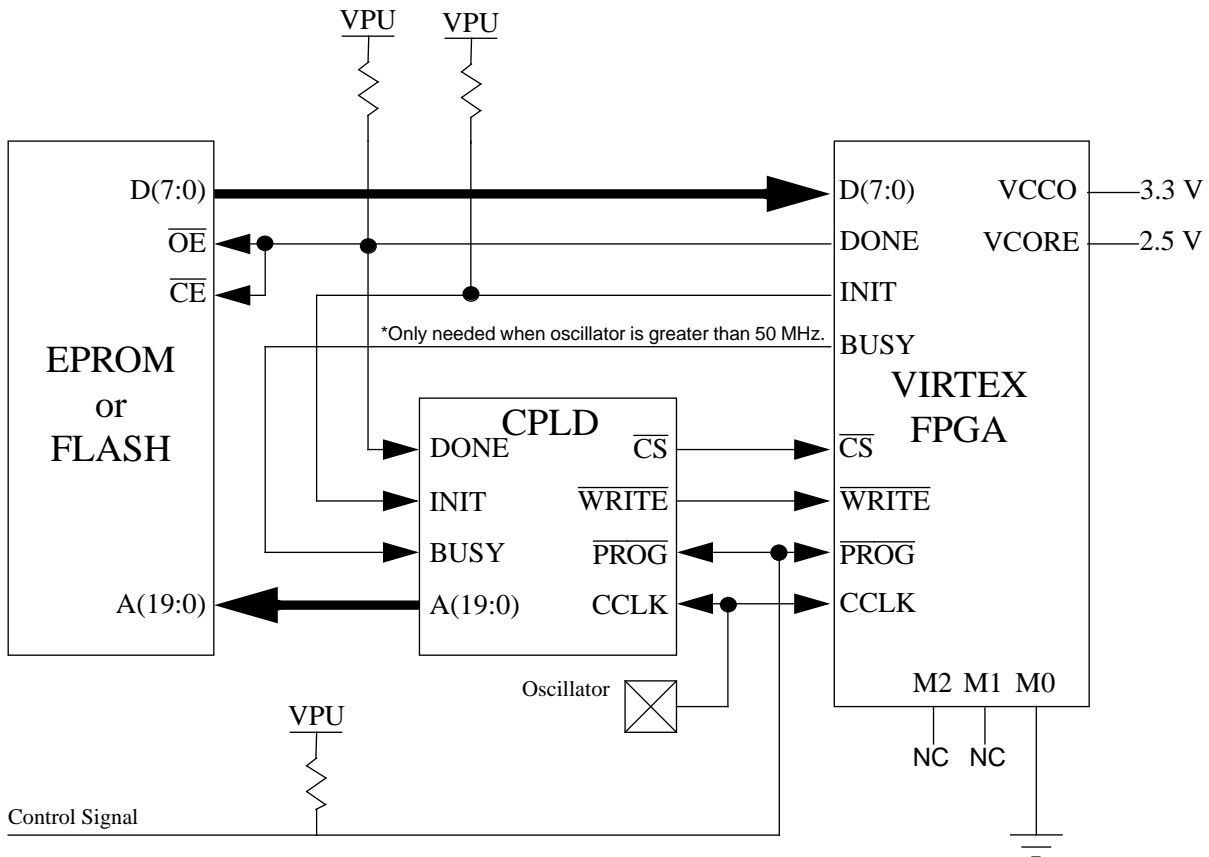 VPU VPU
D(7:0) D(7:0) VCCO 3.3 V
OE DONE VCORE 2.5 V
CE INIT
*Only needed when oscillator is greater than 50 MHz. BUSY
EPROM
or
FLASH
VIRTEX
FPGA
CPLD
DONE CS CS
INIT WRITE WRITE
BUSY PROG PROG
A(19:0) A(19:0) CCLK CCLK
M2 M1 M0
Oscillator
NC NC
VPU
Control Signal